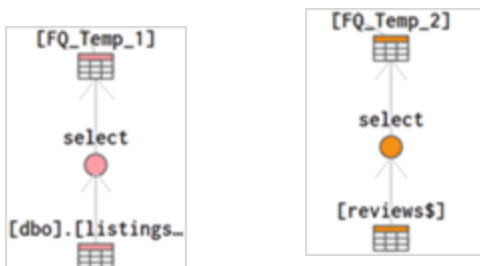 [FQ_Temp_1]
select
[dbo].[listings…
[FQ_Temp_2]
select
[reviews$]